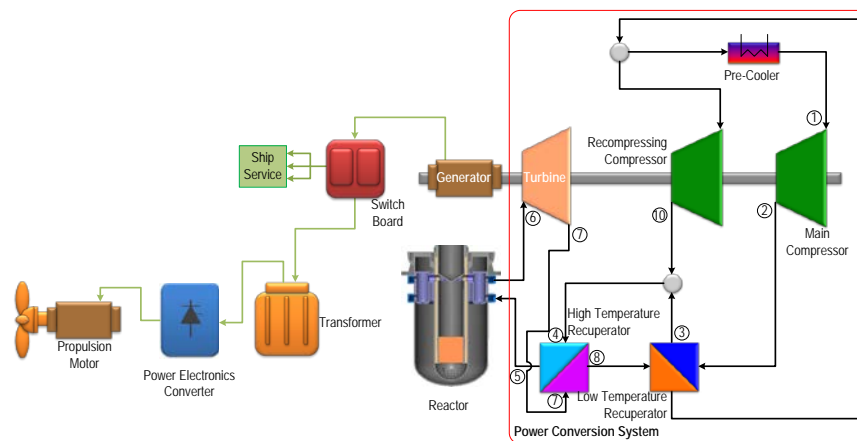 Pre-Cooler
①
Recompressing
Compressor
Ship
Service
Switch
Board
Generator
Turbine
⑥
⑦
⑩
②
Main
Compressor
Propulsion
Motor
Power Electronics
Converter
Transformer
Reactor
High Temperature
Recuperator
④
③
⑤
⑧
⑦
Low Temperature
Recuperator
Power Conversion System